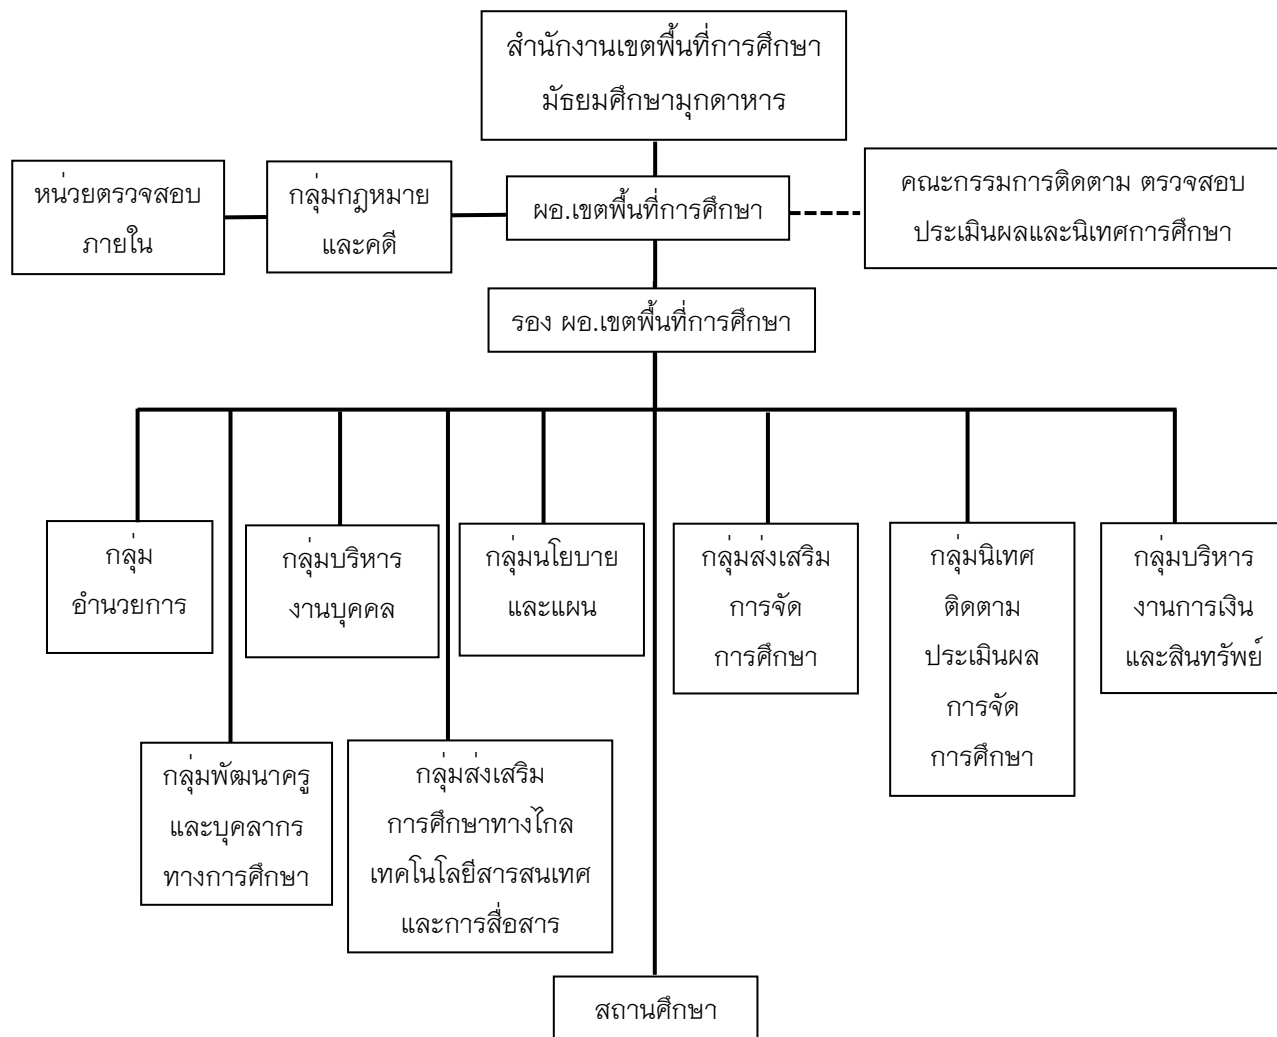 สำนักงานเขตพื้นที่การศึกษา
มัธยมศึกษามุกดาหาร
หน่วยตรวจสอบ
ภายใน
กลุ่มกฎหมาย
และคดี
ผอ.เขตพื้นที่การศึกษา
คณะกรรมการติดตาม ตรวจสอบ
ประเมินผลและนิเทศการศึกษา
รอง ผอ.เขตพื้นที่การศึกษา
กลุ่ม
อำนวยการ
กลุ่มบริหาร
งานบุคคล
กลุ่มนโยบาย
และแผน
กลุ่มส่งเสริม
การจัด
การศึกษา
กลุ่มนิเทศ
ติดตาม
ประเมินผล
การจัด
การศึกษา
กลุ่มบริหาร
งานการเงิน
และสินทรัพย์
กลุ่มพัฒนาครู
และบุคลากร
ทางการศึกษา
กลุ่มส่งเสริม
การศึกษาทางไกล
เทคโนโลยีสารสนเทศ
และการสื่อสาร
สถานศึกษา